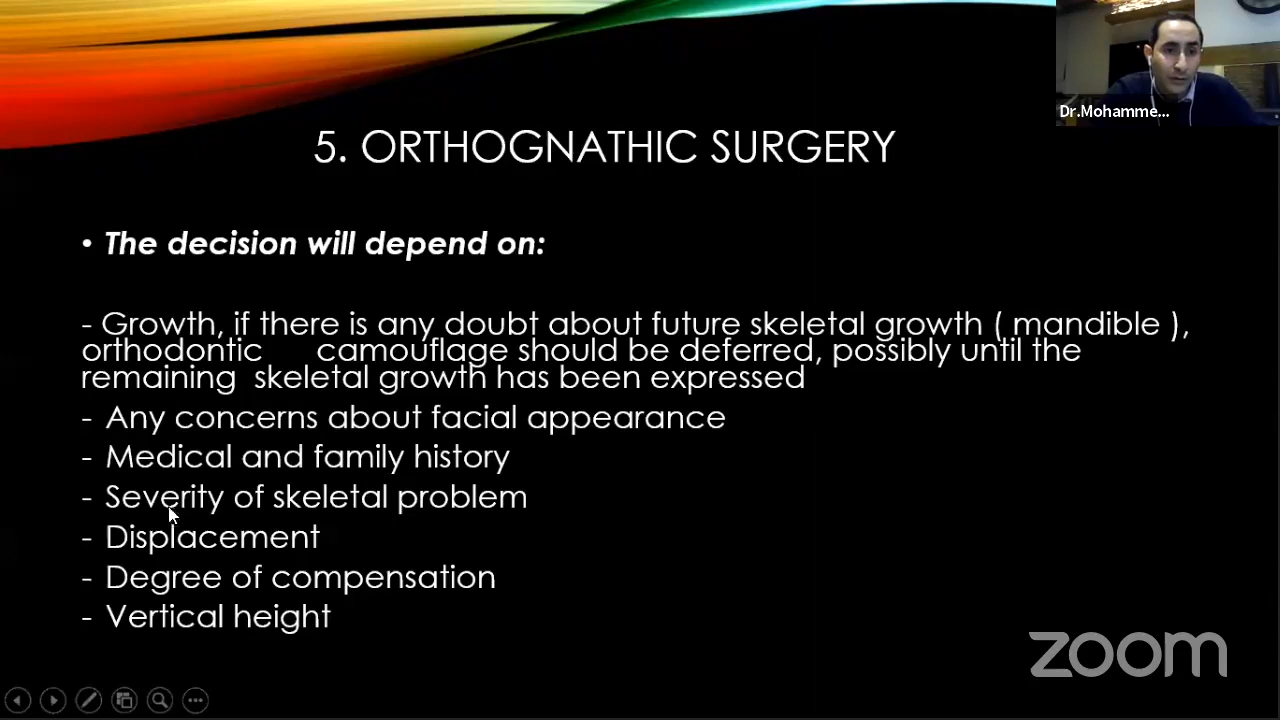 Dr.Mohamme...
5. ORTHOGNATHIC SURGERY
• The decision will depend on:
- Growth, if there is any doubt about future skeletal growth ( mandible ),
orthodontic camouflage should be deferred, possibly until the
remaining skeletal growth has been expressed
- Any concerns about facial appearance
- Medical and family history
- Severity of skeletal problem
- Displacement
- Degree of compensation
- Vertical height
zoom